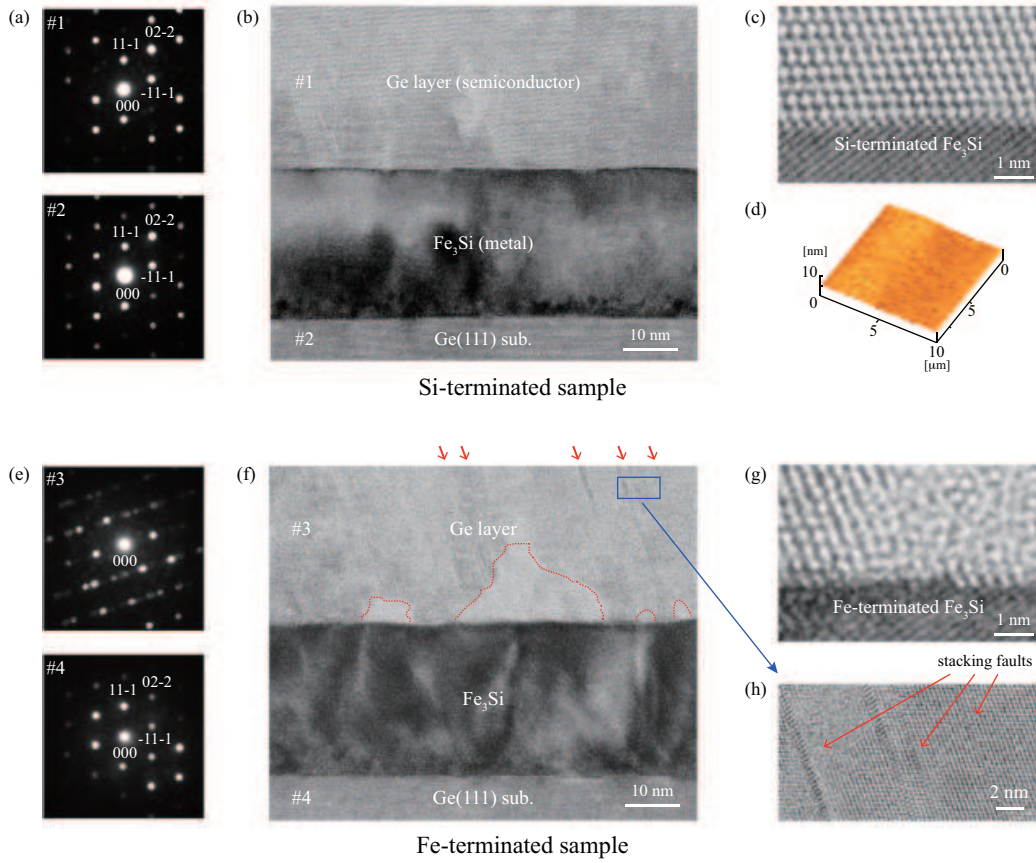 (a)
#1
02-2
11-1
-11-1
000
#2
02-2
11-1
-11-1
000
(b)
#1
Ge layer (semiconductor)
Fe₃Si (metal)
#2
Ge(111) sub.
10 nm
(c)
Si-terminated Fe₃Si
1 nm
(d)
[nm]
10
0
0
5
5
10
[μm]
Si-terminated sample
(e)
#3
000
#4
02-2
11-1
-11-1
000
(f)
#3
Ge layer
Fe₃Si
#4
Ge(111) sub.
10 nm
(g)
Fe-terminated Fe₃Si
1 nm
stacking faults
(h)
2 nm
Fe-terminated sample